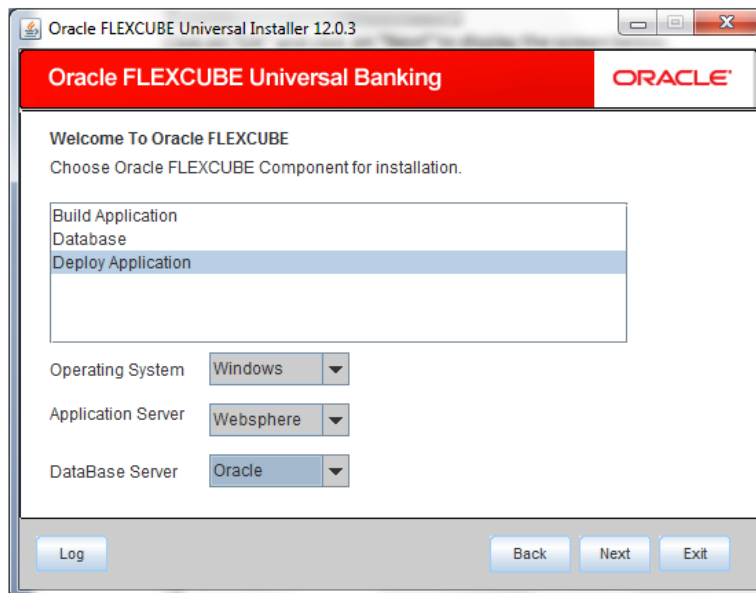 Oracle FLEXCUBE Universal Installer 12.0.3
Oracle FLEXCUBE Universal Banking
ORACLE
Welcome To Oracle FLEXCUBE
Choose Oracle FLEXCUBE Component for installation.
Build Application
Database
Deploy Application
Operating System Windows
Application Server Websphere
DataBase Server Oracle
Log Back Next Exit